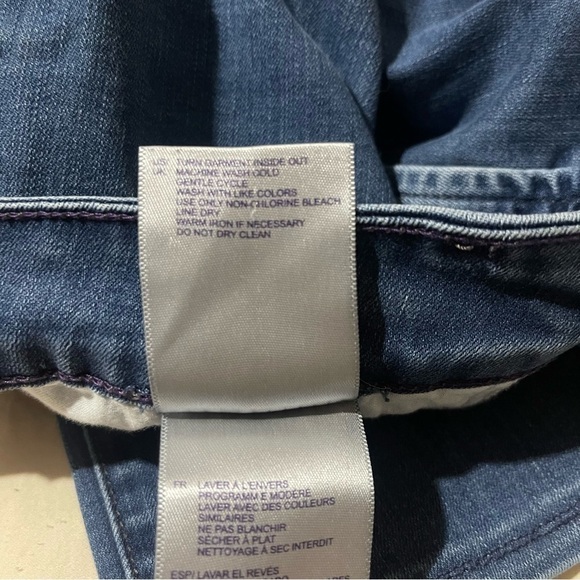 US: TURN GARMENT INSIDE OUT
UK: MACHINE WASH COLD
GENTLE CYCLE
WASH WITH LIKE COLORS
USE ONLY NON-CHLORINE BLEACH
LINE DRY
WARM IRON IF NECESSARY
DO NOT DRY CLEAN
FR LAVER À L'ENVERS
PROGRAMME MODÉRÉ
LAVER AVEC DES COULEURS
SIMILAIRES
NE PAS BLANCHIR
SÉCHER À PLAT
NETTOYAGE À SEC INTERDIT
ESP/ LAVAR EL REVÉS